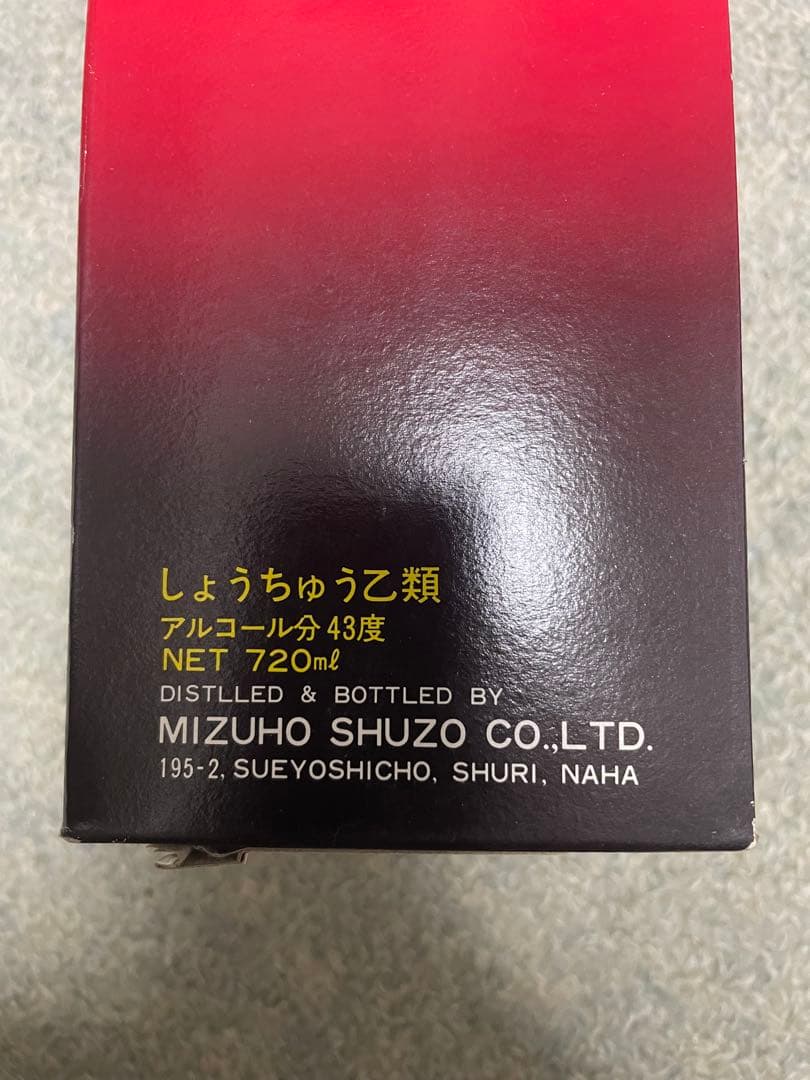 しょうちゅう乙類
アルコール分 43度
NET 720mℓ
DISTLLED & BOTTLED BY
MIZUHO SHUZO CO.,LTD.
195-2, SUEYOSHICHO, SHURI, NAHA